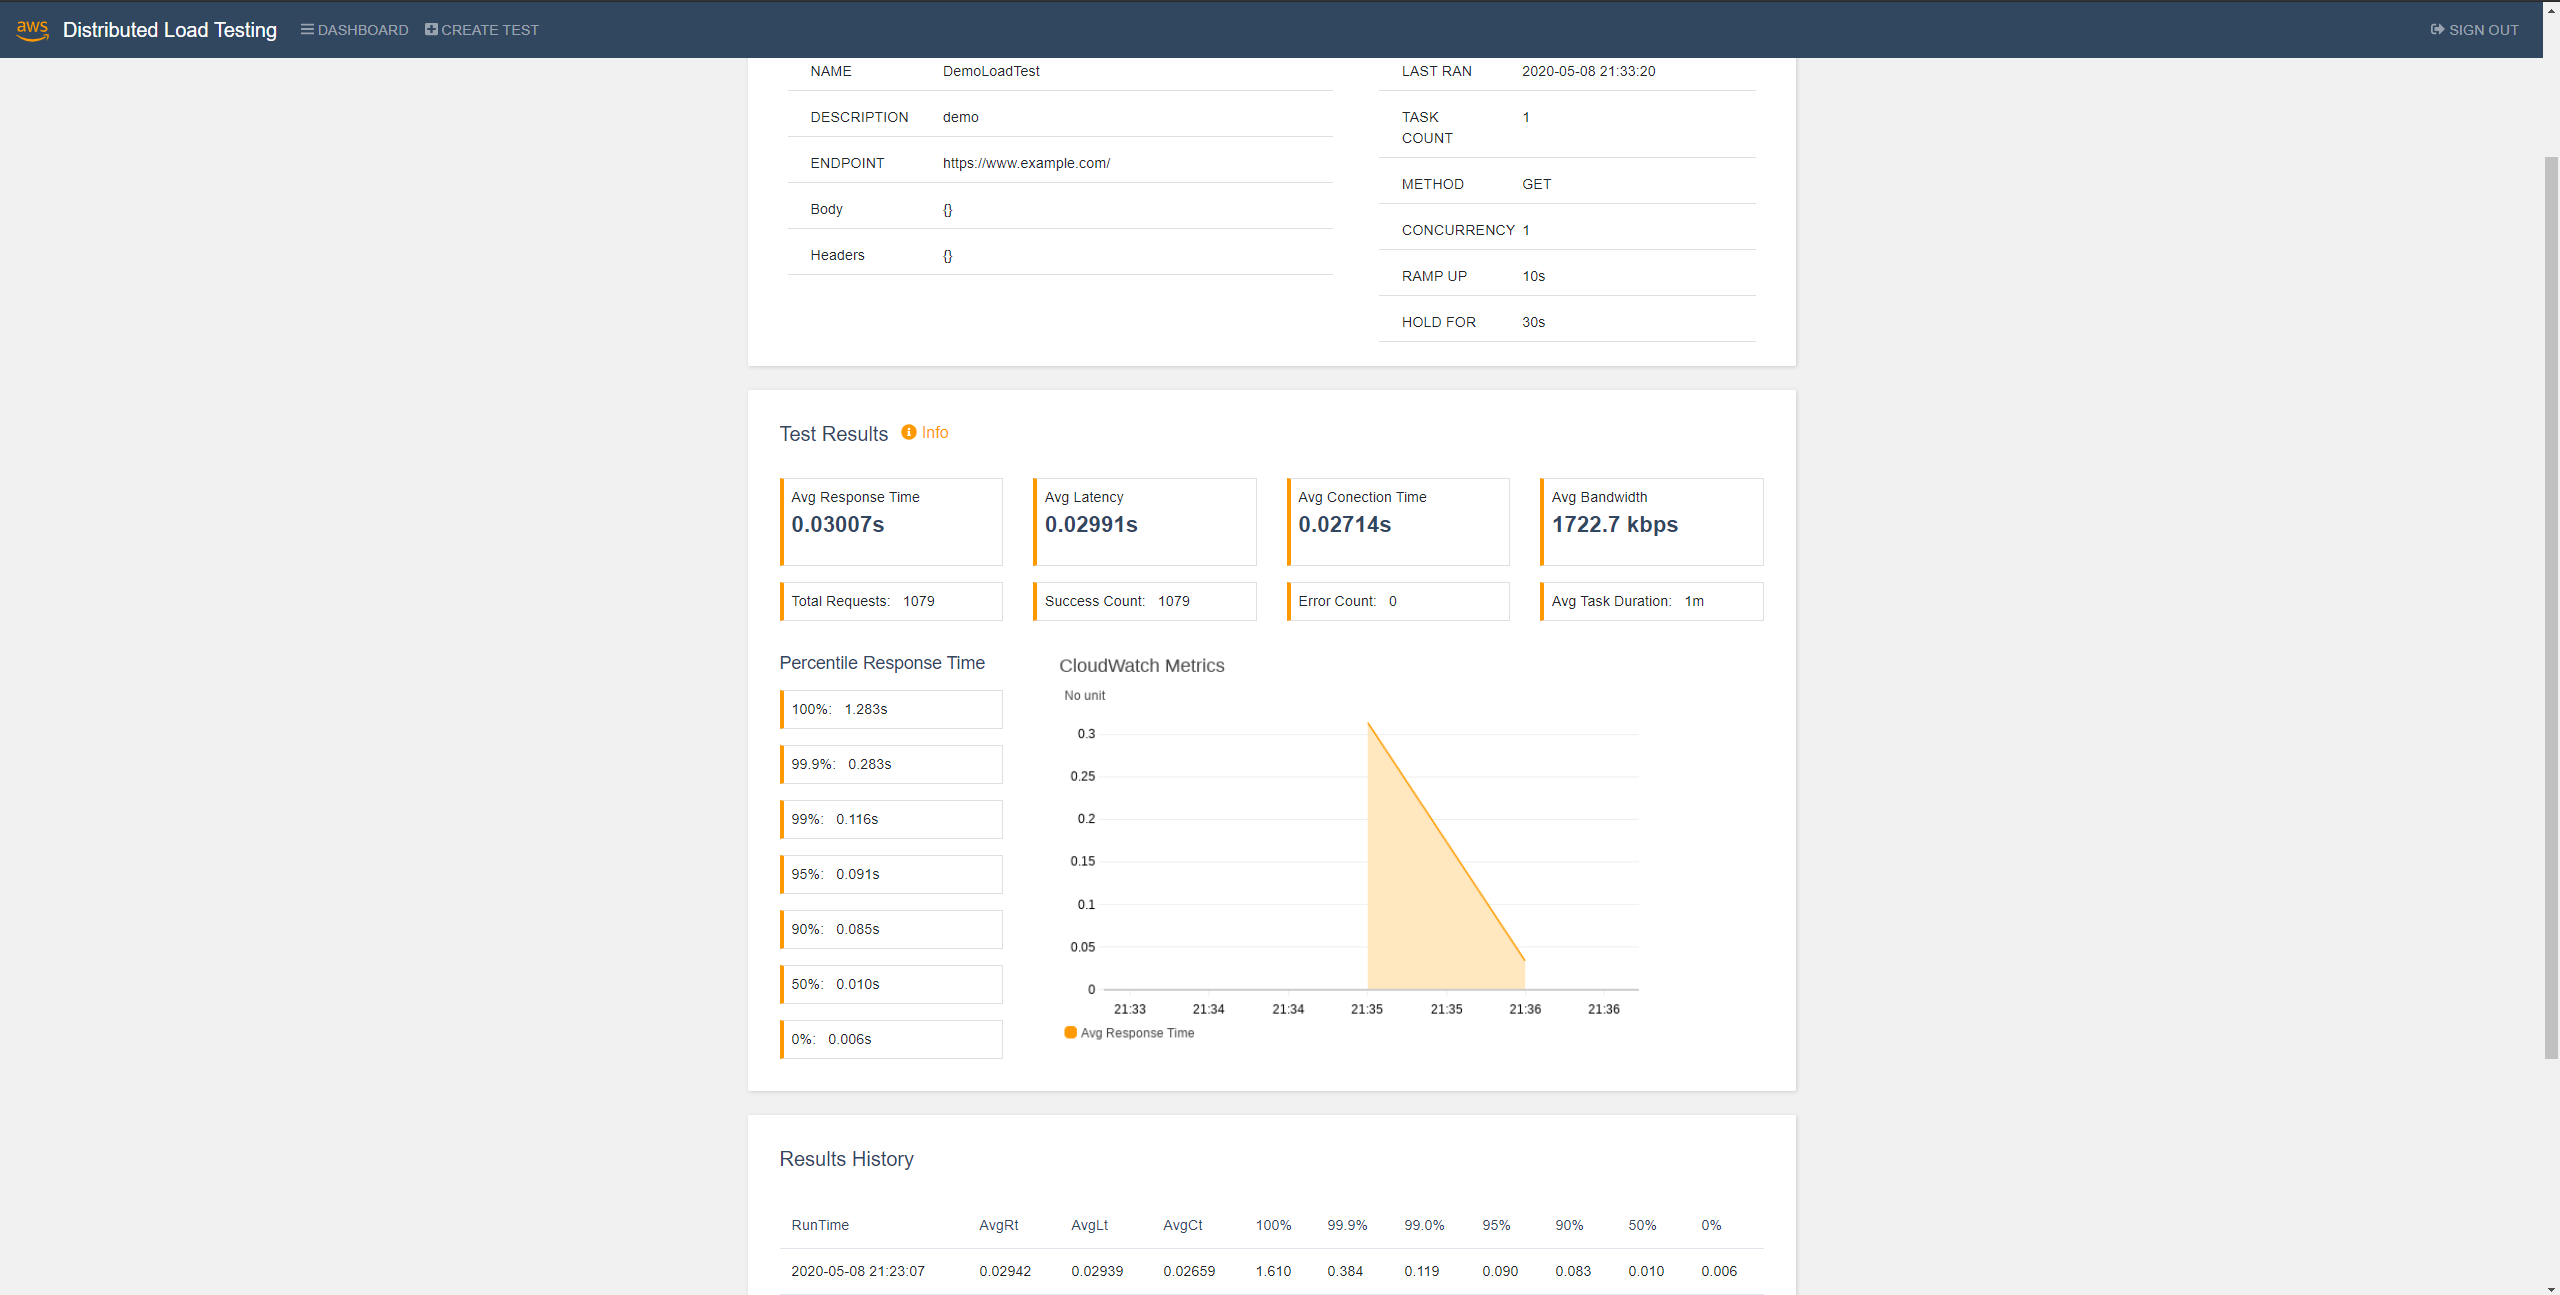 aws Distributed Load Testing DASHBOARD CREATE TEST SIGN OUT
NAME DemoLoadTest
DESCRIPTION demo
ENDPOINT https://www.example.com/
Body {}
Headers {}
LAST RAN 2020-05-08 21:33:20
TASK COUNT 1
METHOD GET
CONCURRENCY 1
RAMP UP 10s
HOLD FOR 30s
Test Results Info
Avg Response Time
0.03007s
Avg Latency
0.02991s
Avg Conection Time
0.02714s
Avg Bandwidth
1722.7 kbps
Total Requests: 1079
Success Count: 1079
Error Count: 0
Avg Task Duration: 1m
Percentile Response Time
100%: 1.283s
99.9%: 0.283s
99%: 0.116s
95%: 0.091s
90%: 0.085s
50%: 0.010s
0%: 0.006s
CloudWatch Metrics
No unit
0.3
0.25
0.2
0.15
0.1
0.05
0
21:33 21:34 21:34 21:35 21:35 21:36 21:36
Avg Response Time
Results History
RunTime AvgRt AvgLt AvgCt 100% 99.9% 99.0% 95% 90% 50% 0%
2020-05-08 21:23:07 0.02942 0.02939 0.02659 1.610 0.384 0.119 0.090 0.083 0.010 0.006